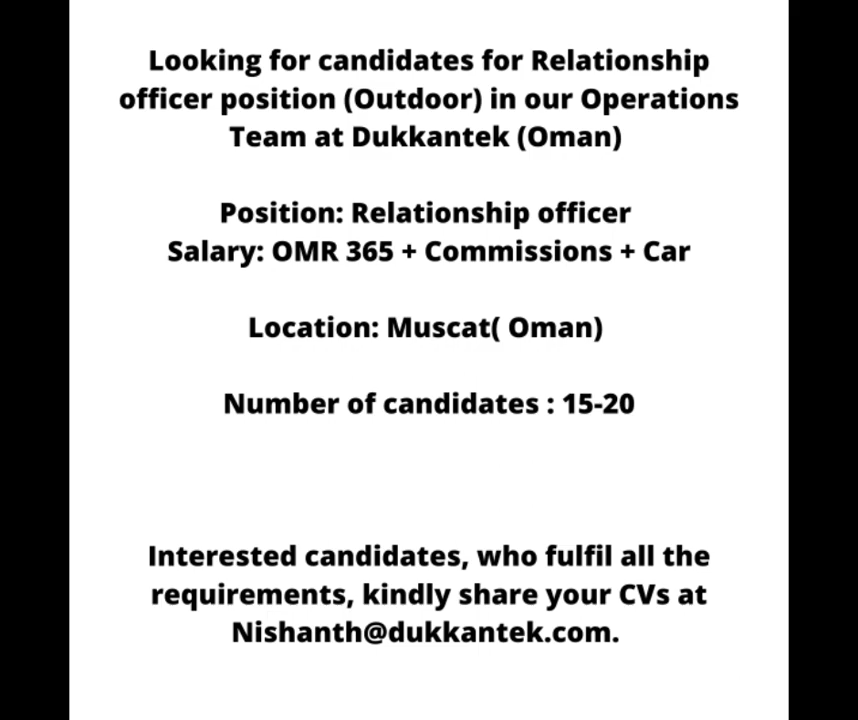 Looking for candidates for Relationship
officer position (Outdoor) in our Operations
Team at Dukkantek (Oman)
Position: Relationship officer
Salary: OMR 365 + Commissions + Car
Location: Muscat( Oman)
Number of candidates : 15-20
Interested candidates, who fulfil all the
requirements, kindly share your CVs at
Nishanth@dukkantek.com.